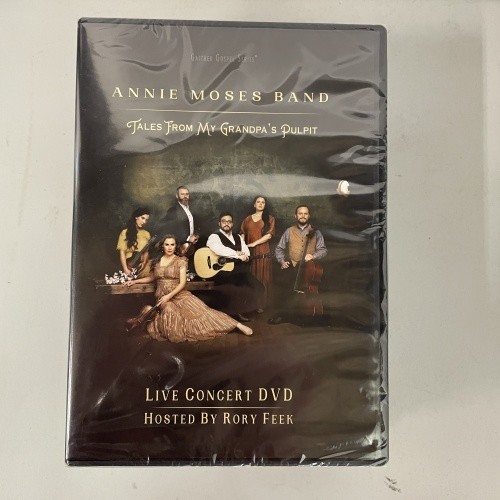 Gaither Gospel Series
ANNIE MOSES BAND
Tales From My Grandpa's Pulpit
Live Concert DVD
Hosted By Rory Feek